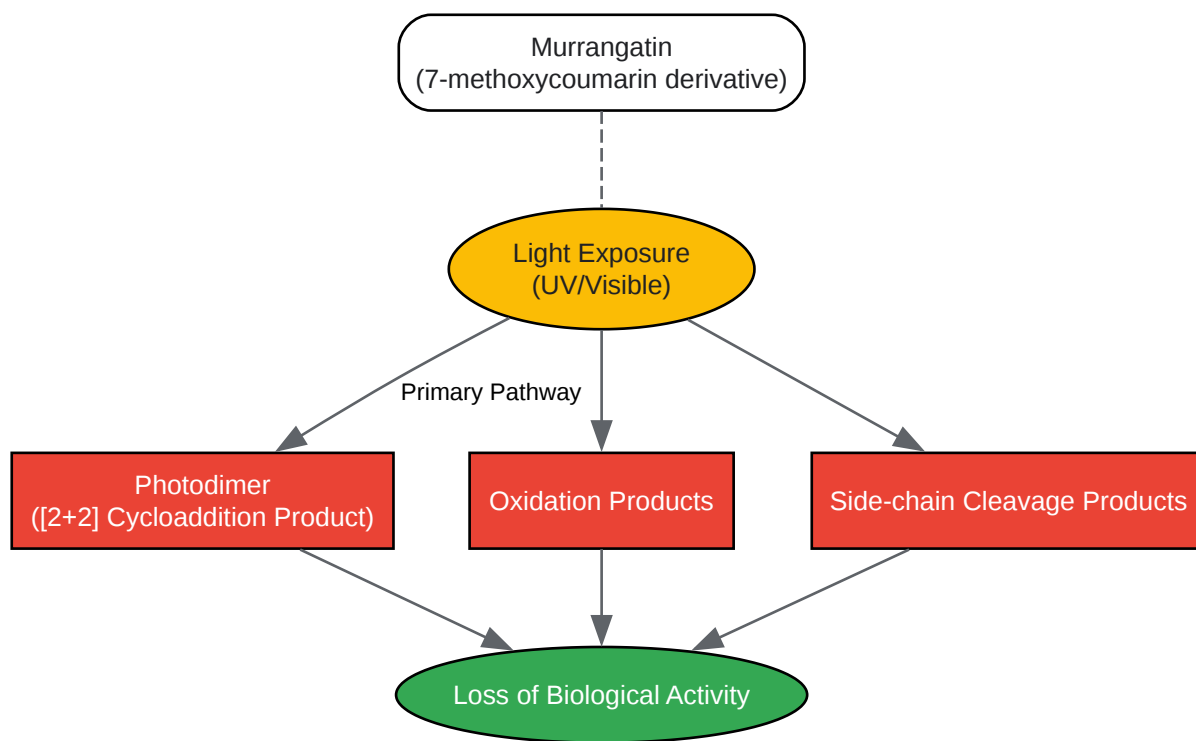 Murrangatin
(7-methoxycoumarin derivative)
Light Exposure
(UV/Visible)
Primary Pathway
Photodimer
([2+2] Cycloaddition Product)
Oxidation Products
Side-chain Cleavage Products
Loss of Biological Activity